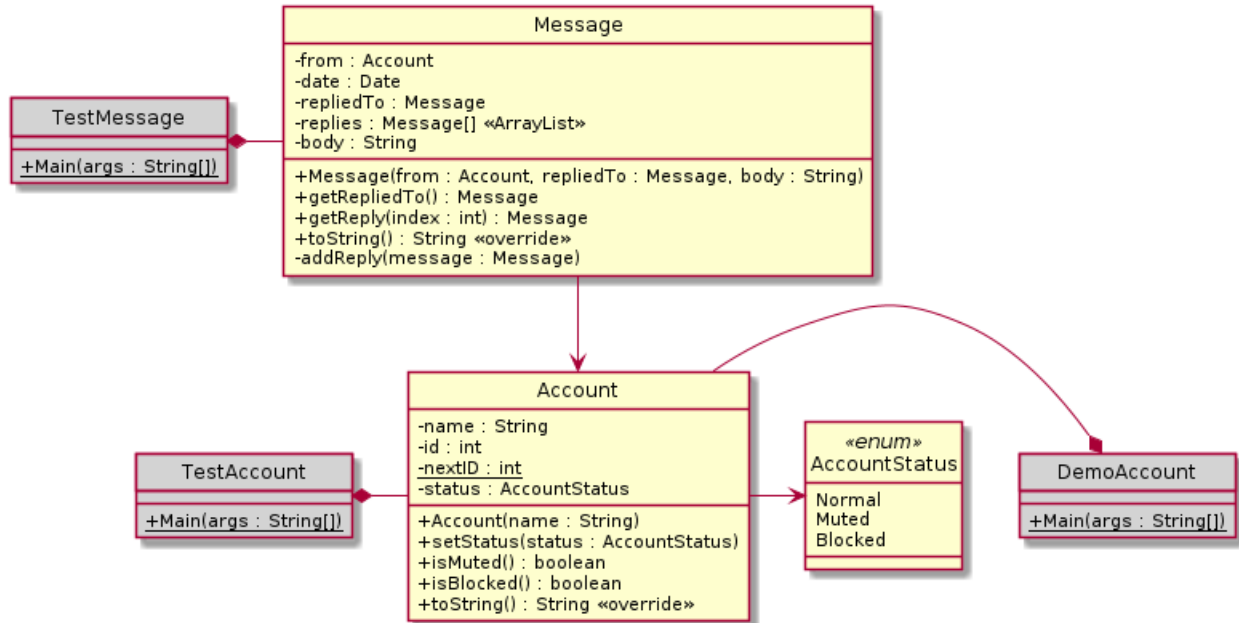 Message
-from : Account
-date : Date
-repliedTo : Message
-replies : Message[] «ArrayList»
-body : String
+Message(from : Account, repliedTo : Message, body : String)
+getRepliedTo() : Message
+getReply(index : int) : Message
+toString() : String «override»
-addReply(message : Message)
TestMessage
+Main(args : String[])
Account
-name : String
-id : int
-nextID : int
-status : AccountStatus
+Account(name : String)
+setStatus(status : AccountStatus)
+isMuted() : boolean
+isBlocked() : boolean
+toString() : String «override»
TestAccount
+Main(args : String[])
«enum»
AccountStatus
Normal
Muted
Blocked
DemoAccount
+Main(args : String[])